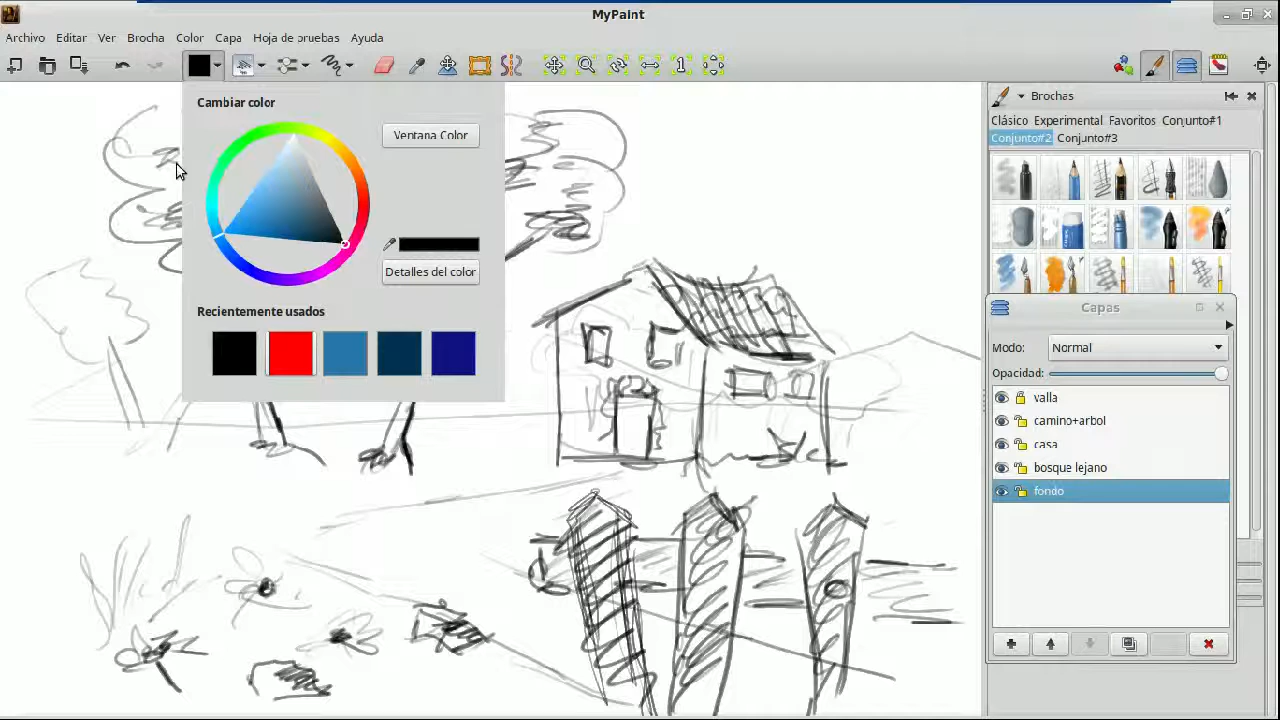 MyPaint
Archivo Editar Ver Brocha Color Capa Hoja de pruebas Ayuda
1
Cambiar color
Ventana Color
Detalles del color
Recientemente usados
Brochas
Clásico Experimental Favoritos Conjunto#1
Conjunto#2 Conjunto#3
Capas
Modo: Normal
Opacidad:
valla
camino+arbol
casa
bosque lejano
fondo